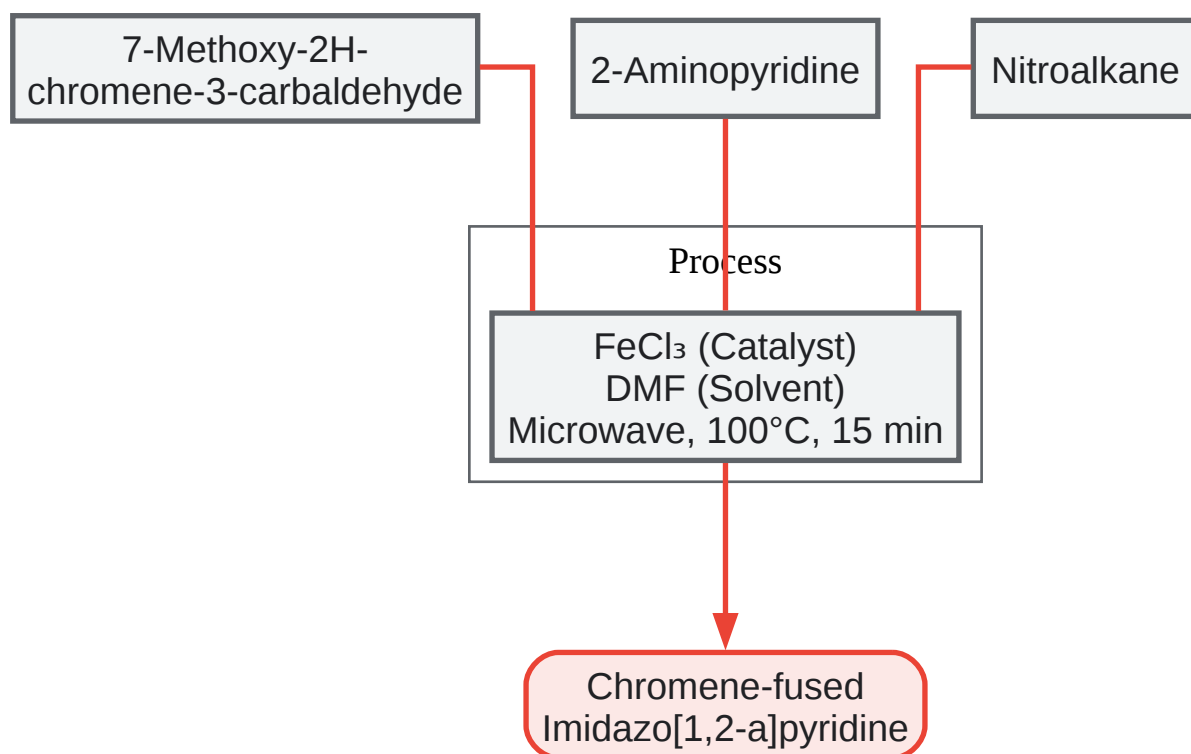 7-Methoxy-2H-
chromene-3-carbaldehyde
2-Aminopyridine
Nitroalkane
Process
FeCl₃ (Catalyst)
DMF (Solvent)
Microwave, 100°C, 15 min
Chromene-fused
Imidazo[1,2-a]pyridine